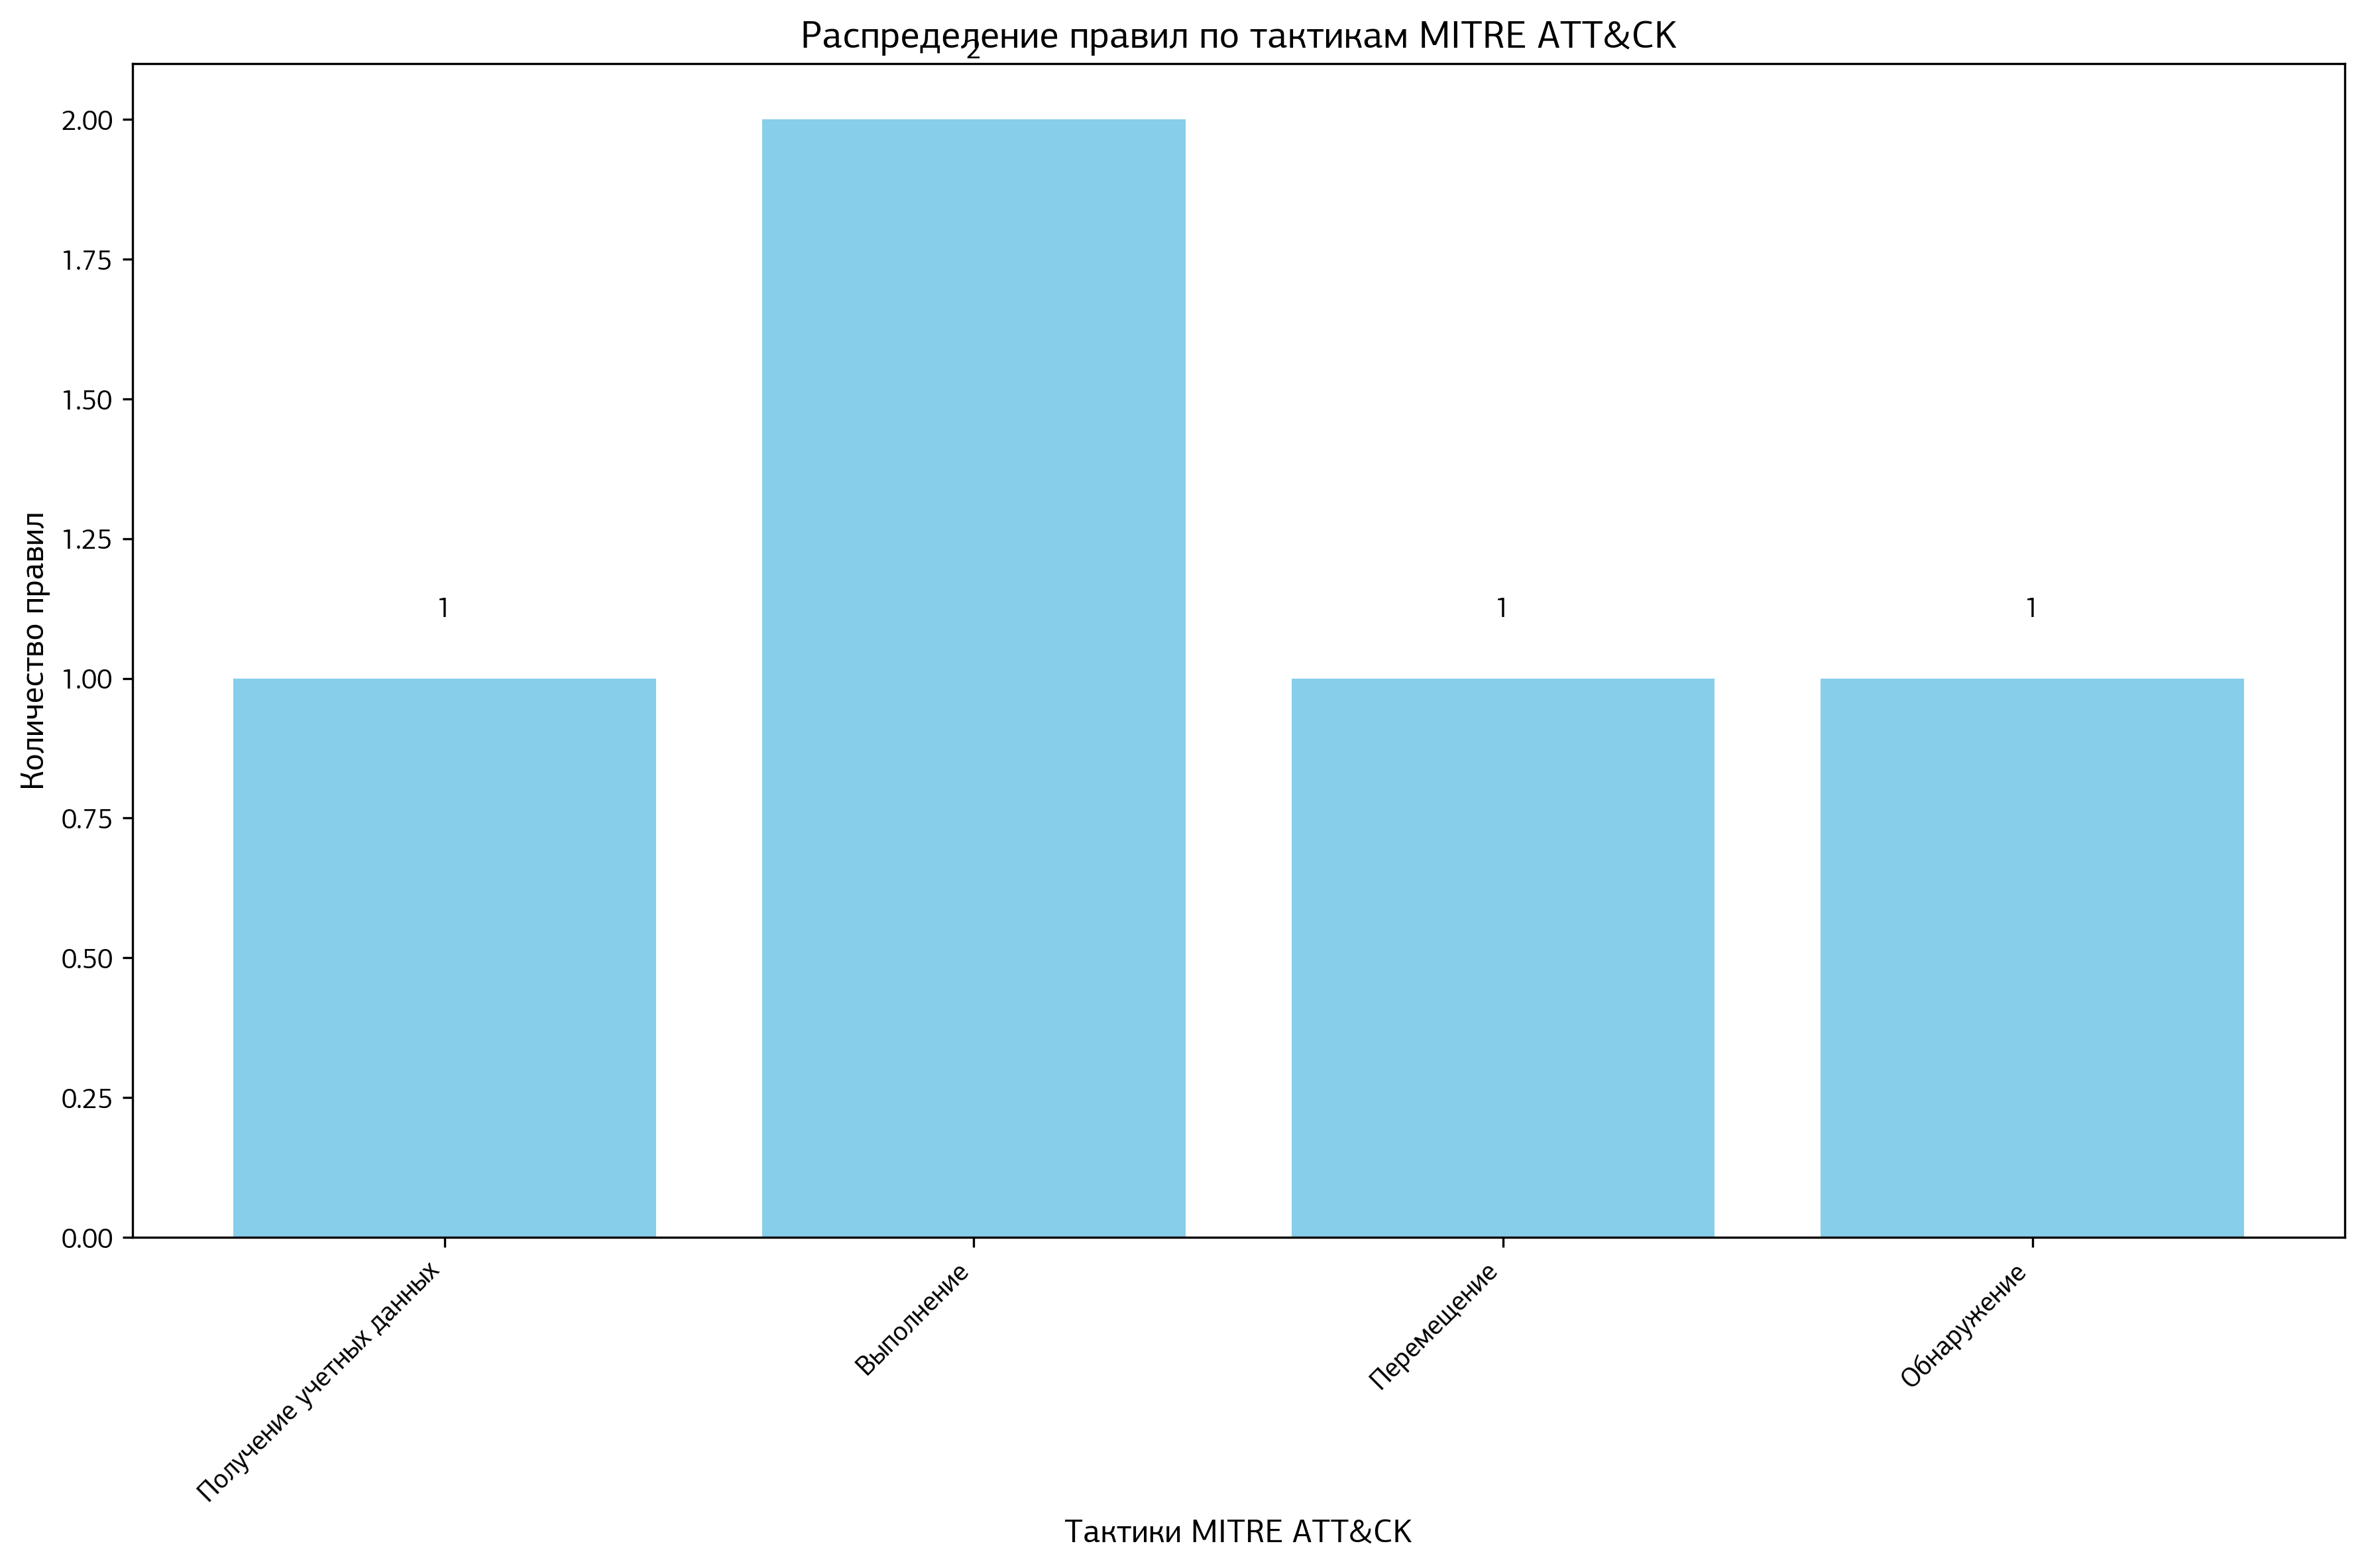 Распределение правил по тактикам MITRE ATT&CK
2
2.00
1.75
1.50
1.25
1.00
0.75
0.50
0.25
0.00
Количество правил
1
1
1
Получение учетных данных
Выполнение
Перемещение
Обнаружение
Тактики MITRE ATT&CK